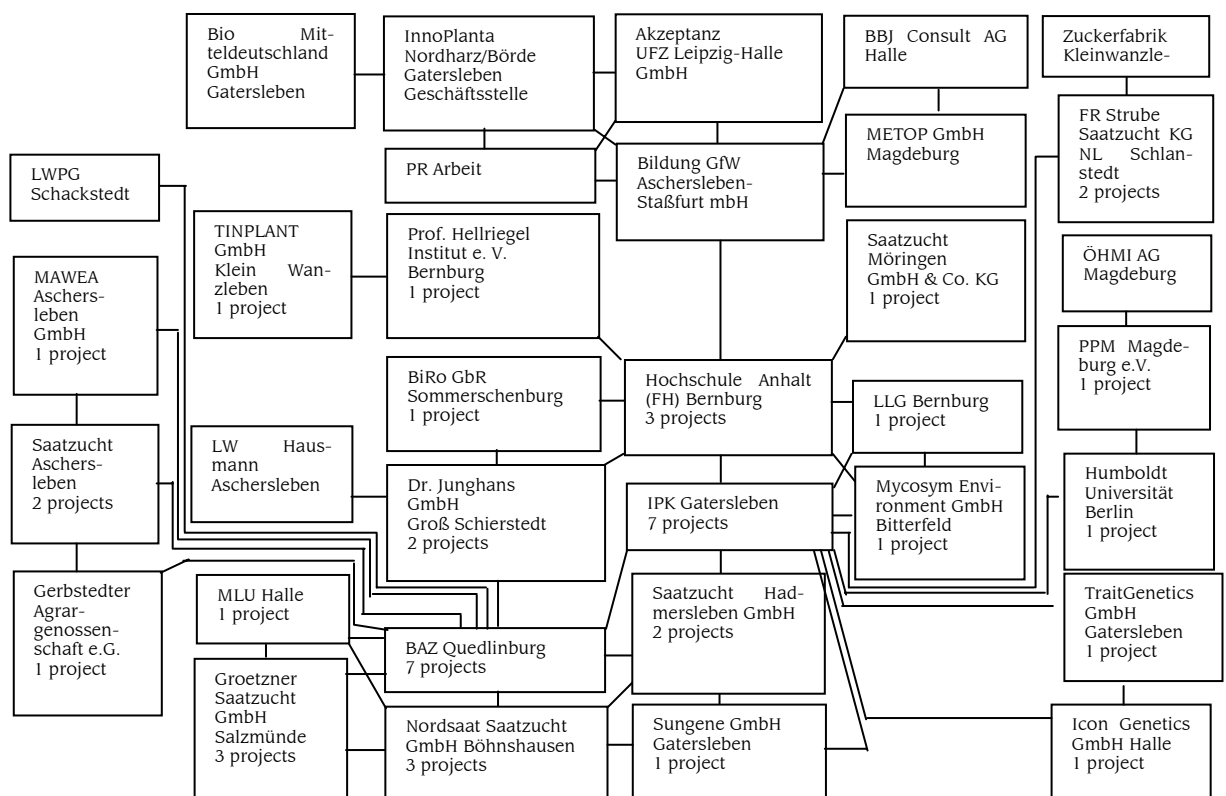 Bio Mit-
teldeutschland
GmbH
Gatersleben
InnoPlanta
Nordharz/Börde
Gatersleben
Geschäftsstelle
Akzeptanz
UFZ Leipzig-Halle
GmbH
BBJ Consult AG
Halle
Zuckerfabrik
Kleinwanzle-
LWPG
Schackstedt
PR Arbeit
Bildung GfW
Aschersleben-
Staßfurt mbH
METOP GmbH
Magdeburg
FR Strube
Saatzucht KG
NL Schlan-
stedt
2 projects
MAWEA
Aschers-
leben
GmbH
1 project
TINPLANT
GmbH
Klein Wan-
zleben
1 project
Prof. Hellriegel
Institut e. V.
Bernburg
1 project
Saatzucht
Möringen
GmbH & Co. KG
1 project
ÖHMI AG
Magdeburg
BiRo GbR
Sommerschenburg
1 project
Hochschule Anhalt
(FH) Bernburg
3 projects
LLG Bernburg
1 project
PPM Magde-
burg e.V.
1 project
Saatzucht
Aschers-
leben
2 projects
LW Haus-
mann
Aschersleben
Dr. Junghans
GmbH
Groß Schierstedt
2 projects
IPK Gatersleben
7 projects
Mycosym Envi-
ronment GmbH
Bitterfeld
1 project
Humboldt
Universität
Berlin
1 project
Gerbstedter
Agrar-
genossen-
schaft e.G.
1 project
MLU Halle
1 project
BAZ Quedlinburg
7 projects
Saatzucht Had-
mersleben GmbH
2 projects
TraitGenetics
GmbH
Gatersleben
1 project
Groetzner
Saatzucht
GmbH
Salzmünde
3 projects
Nordsaat Saatzucht
GmbH Böhnshausen
3 projects
Sungene GmbH
Gatersleben
1 project
Icon Genetics
GmbH Halle
1 project